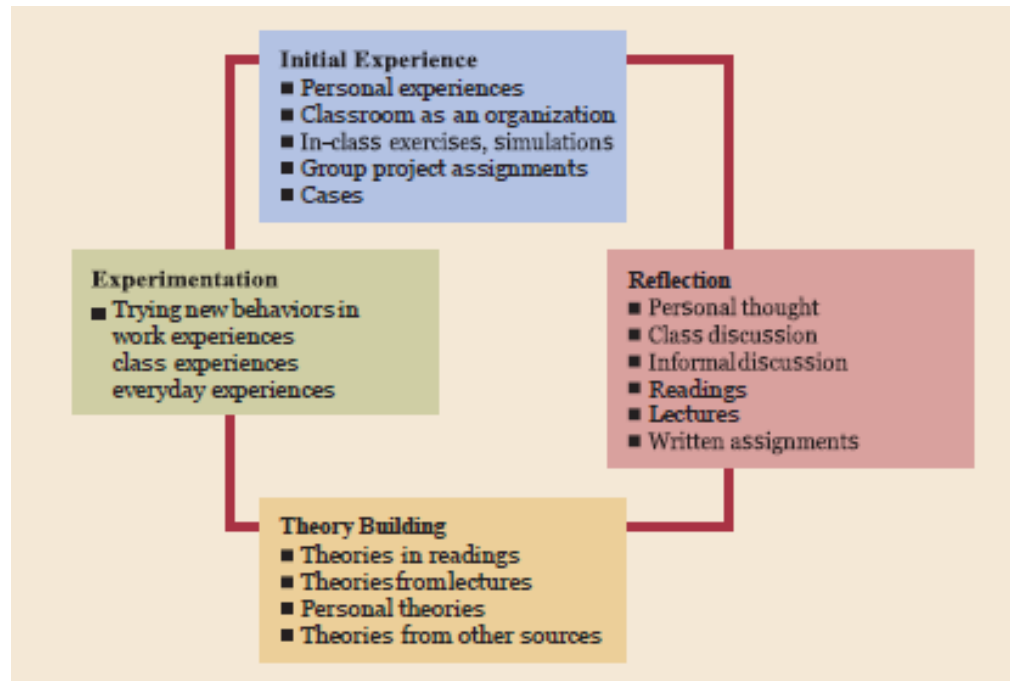 Initial Experience
■ Personal experiences
■ Classroom as an organization
■ In-class exercises, simulations
■ Group project assignments
■ Cases
Experimentation
■ Trying new behaviors in
work experiences
class experiences
everyday experiences
Reflection
■ Personal thought
■ Class discussion
■ Informal discussion
■ Readings
■ Lectures
■ Written assignments
Theory Building
■ Theories in readings
■ Theories from lectures
■ Personal theories
■ Theories from other sources